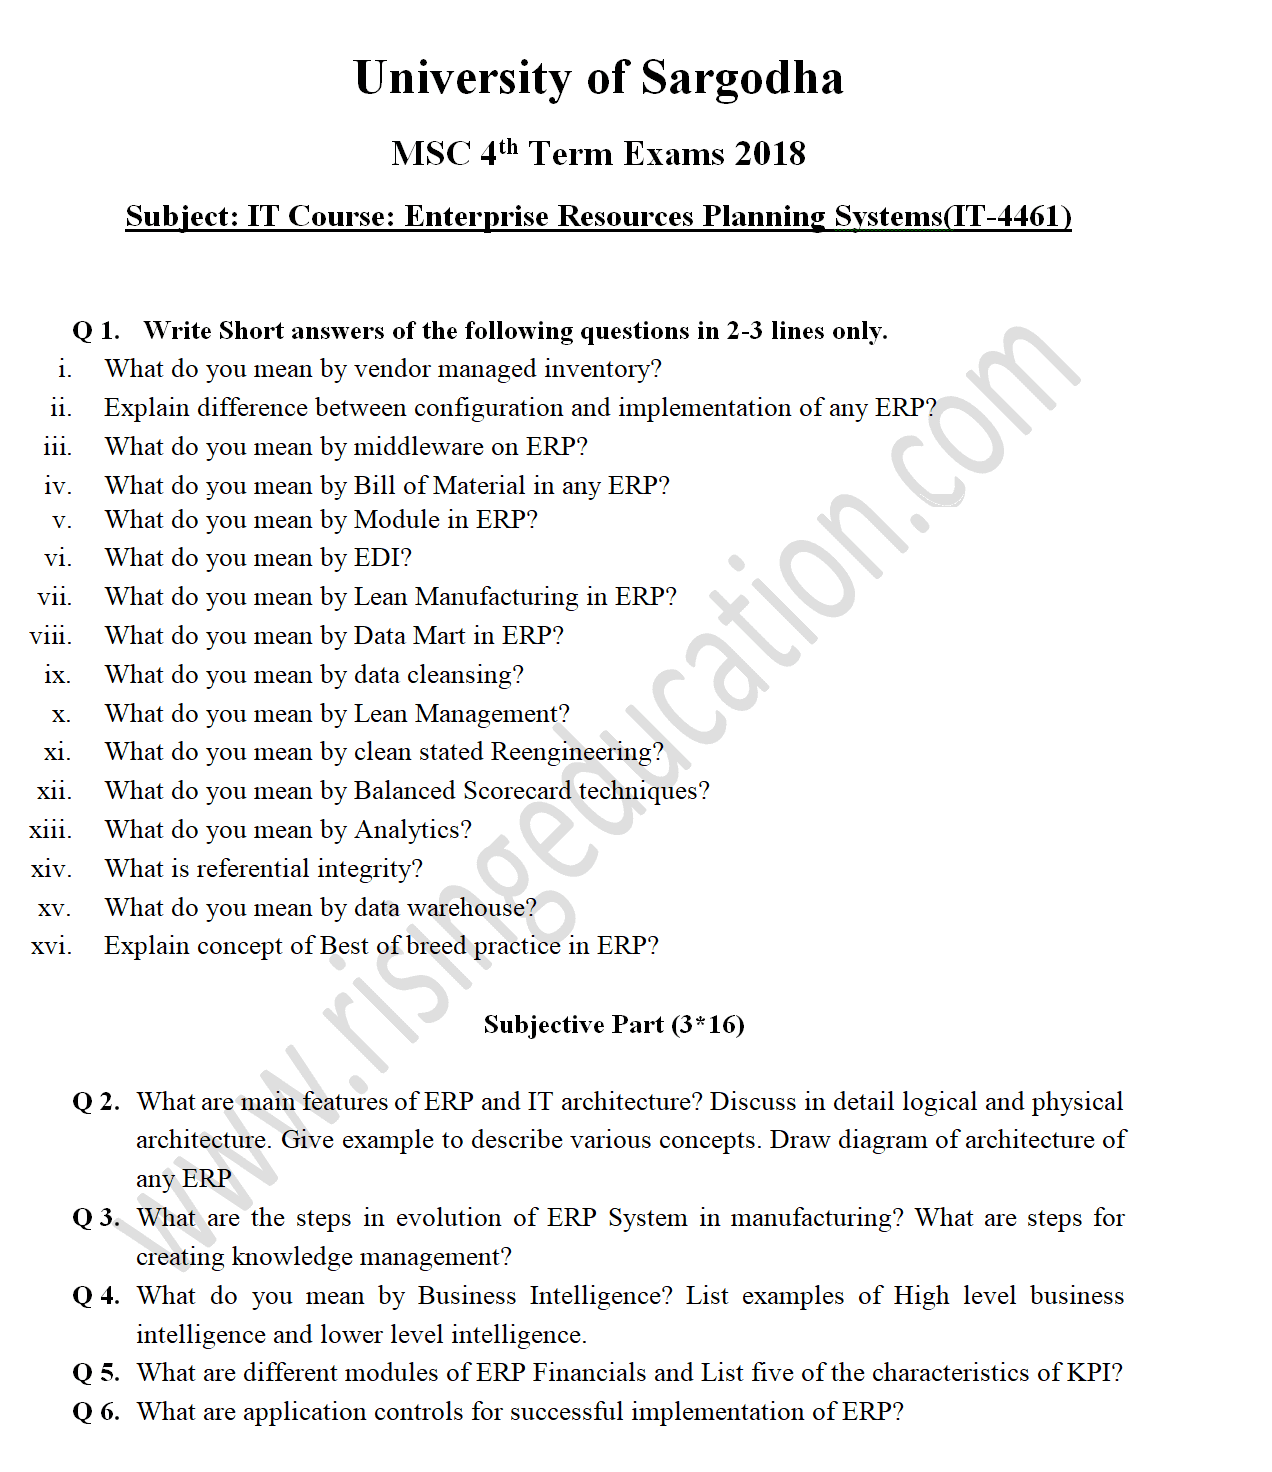 University of Sargodha
MSC 4th Term Exams 2018
Subject: IT Course: Enterprise Resources Planning Systems(IT-4461)
Q 1. Write Short answers of the following questions in 2-3 lines only.
i. What do you mean by vendor managed inventory?
ii. Explain difference between configuration and implementation of any ERP?
iii. What do you mean by middleware on ERP?
iv. What do you mean by Bill of Material in any ERP?
v. What do you mean by Module in ERP?
vi. What do you mean by EDI?
vii. What do you mean by Lean Manufacturing in ERP?
viii. What do you mean by Data Mart in ERP?
ix. What do you mean by data cleansing?
x. What do you mean by Lean Management?
xi. What do you mean by clean stated Reengineering?
xii. What do you mean by Balanced Scorecard techniques?
xiii. What do you mean by Analytics?
xiv. What is referential integrity?
xv. What do you mean by data warehouse?
xvi. Explain concept of Best of breed practice in ERP?
Subjective Part (3*16)
Q 2. What are main features of ERP and IT architecture? Discuss in detail logical and physical
architecture. Give example to describe various concepts. Draw diagram of architecture of
any ERP
Q 3. What are the steps in evolution of ERP System in manufacturing? What are steps for
creating knowledge management?
Q 4. What do you mean by Business Intelligence? List examples of High level business
intelligence and lower level intelligence.
Q 5. What are different modules of ERP Financials and List five of the characteristics of KPI?
Q 6. What are application controls for successful implementation of ERP?
www.risingeducation.com